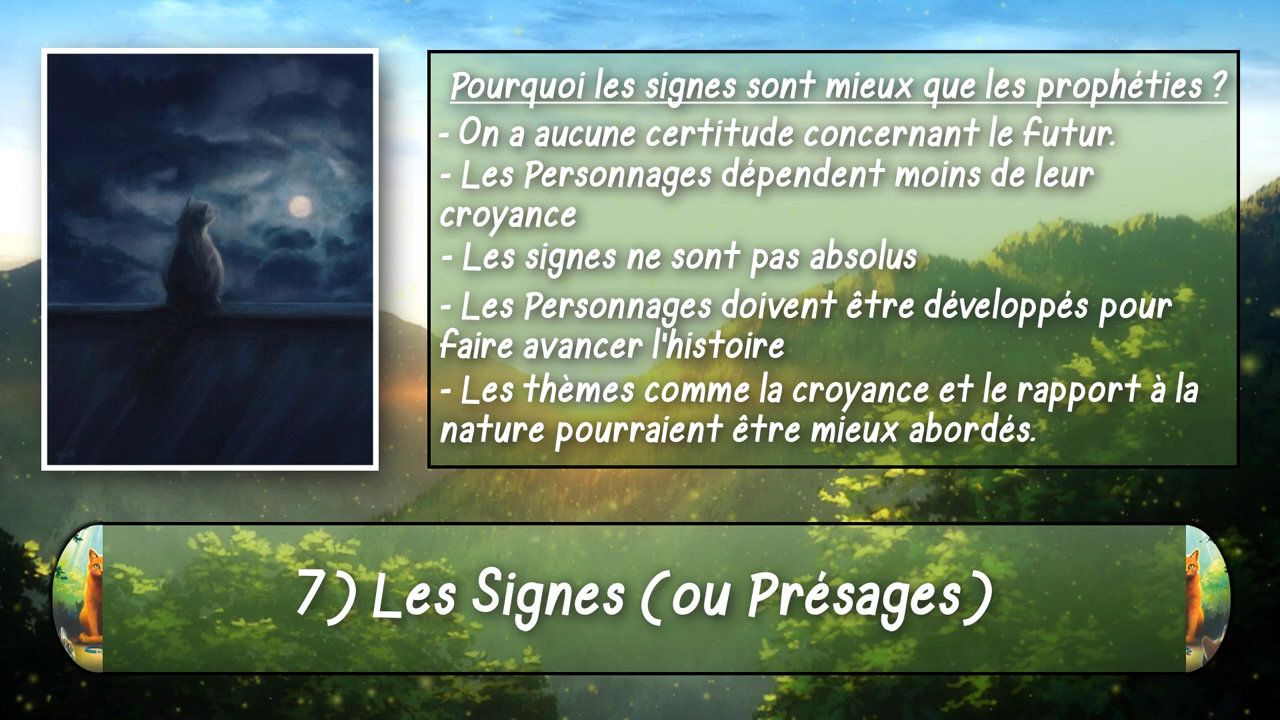 Pourquoi les signes sont mieux que les prophéties ?
- On a aucune certitude concernant le futur.
- Les Personnages dépendent moins de leur
croyance
- Les signes ne sont pas absolus
- Les Personnages doivent être développés pour
faire avancer l'histoire
- Les thèmes comme la croyance et le rapport à la
nature pourraient être mieux abordés.
7) Les Signes (ou Présages)